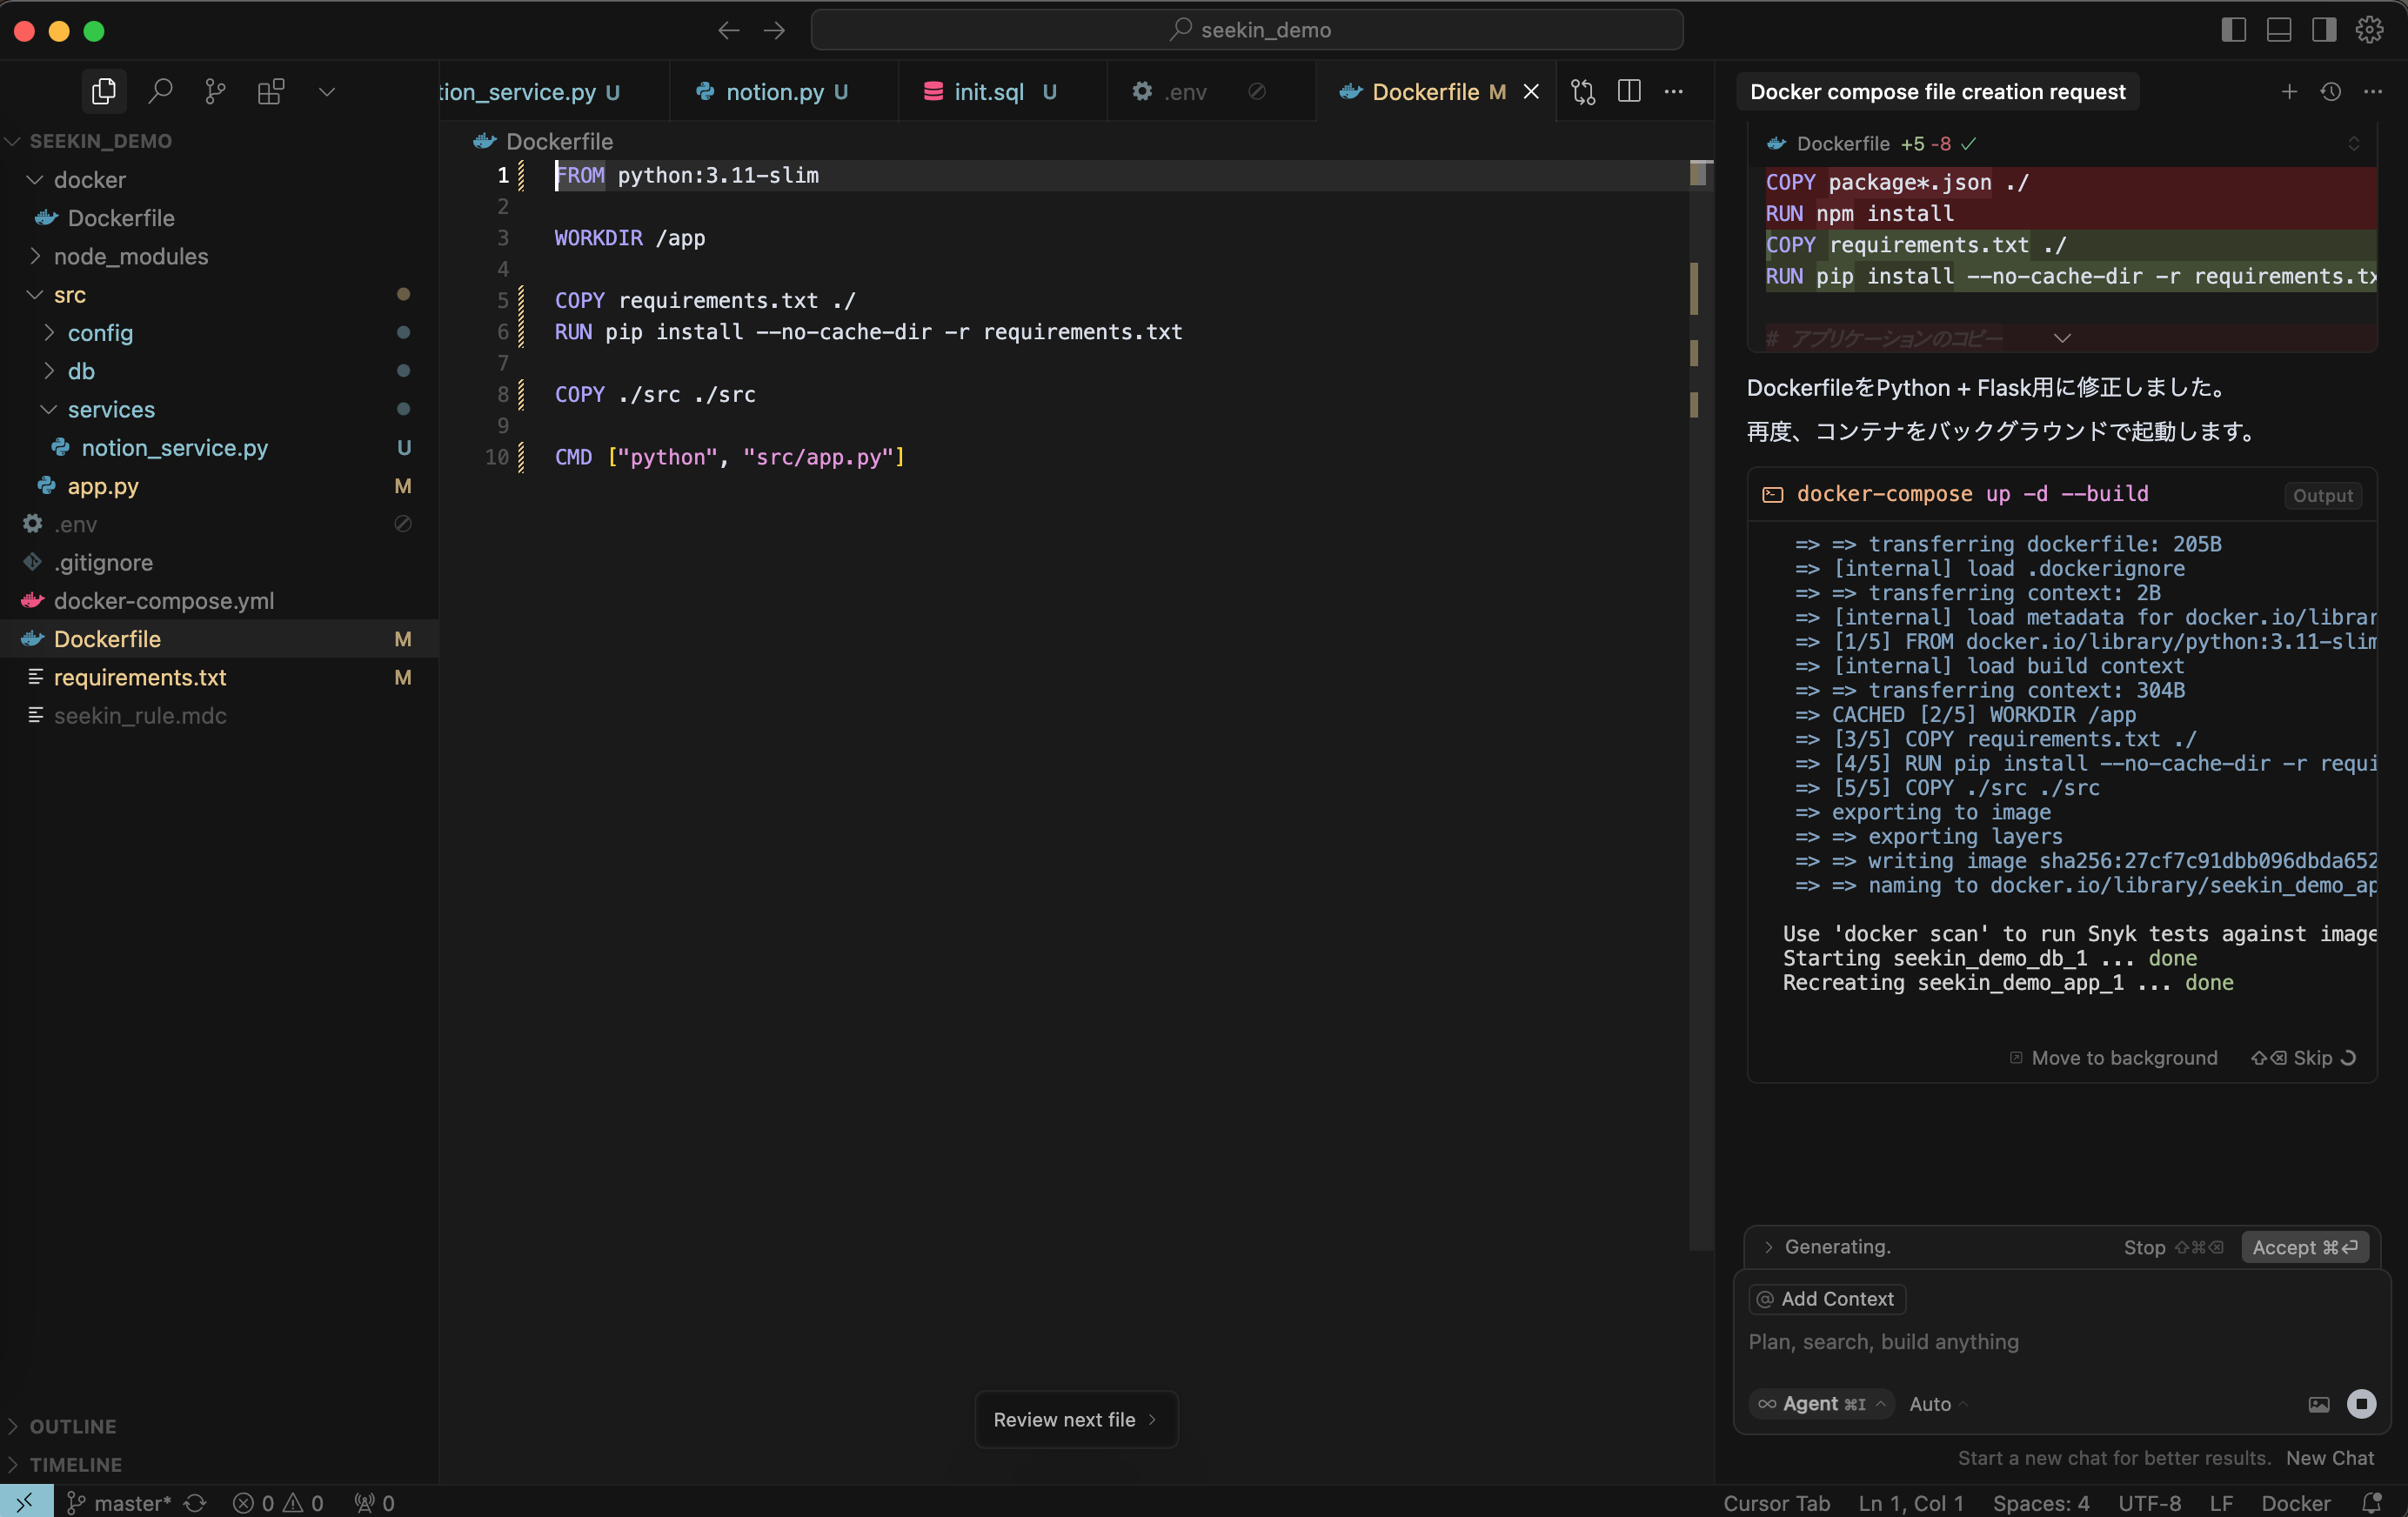 seekin_demo
tion_service.py U
notion.py U
init.sql U
.env
Dockerfile M
Docker compose file creation request
SEEKIN_DEMO
docker
Dockerfile
node_modules
src
config
db
services
notion_service.py U
app.py M
.env
.gitignore
docker-compose.yml
Dockerfile M
requirements.txt M
seekin_rule.mdc
OUTLINE
TIMELINE
Dockerfile
1 FROM python:3.11-slim
2
3 WORKDIR /app
4
5 COPY requirements.txt ./
6 RUN pip install --no-cache-dir -r requirements.txt
7
8 COPY ./src ./src
9
10 CMD ["python", "src/app.py"]
Review next file
Dockerfile +5 -8
COPY package*.json ./
RUN npm install
COPY requirements.txt ./
RUN pip install --no-cache-dir -r requirements.tx
# アプリケーションのコピー
DockerfileをPython + Flask用に修正しました。
再度、コンテナをバックグラウンドで起動します。
docker-compose up -d --build
Output
=> => transferring dockerfile: 205B
=> [internal] load .dockerignore
=> => transferring context: 2B
=> [internal] load metadata for docker.io/librar
=> [1/5] FROM docker.io/library/python:3.11-slim
=> [internal] load build context
=> => transferring context: 304B
=> CACHED [2/5] WORKDIR /app
=> [3/5] COPY requirements.txt ./
=> [4/5] RUN pip install --no-cache-dir -r requi
=> [5/5] COPY ./src ./src
=> exporting to image
=> => exporting layers
=> => writing image sha256:27cf7c91dbb096dbda652
=> => naming to docker.io/library/seekin_demo_ap
Use 'docker scan' to run Snyk tests against image
Starting seekin_demo_db_1 ... done
Recreating seekin_demo_app_1 ... done
Move to background
⇧⌫ Skip
Generating.
Stop ⇧⌘⌫
Accept ⌘⏎
@ Add Context
Plan, search, build anything
∞ Agent ⌘I
Auto
Start a new chat for better results. New Chat
master*
0 0
0
Cursor Tab
Ln 1, Col 1
Spaces: 4
UTF-8
LF
Docker